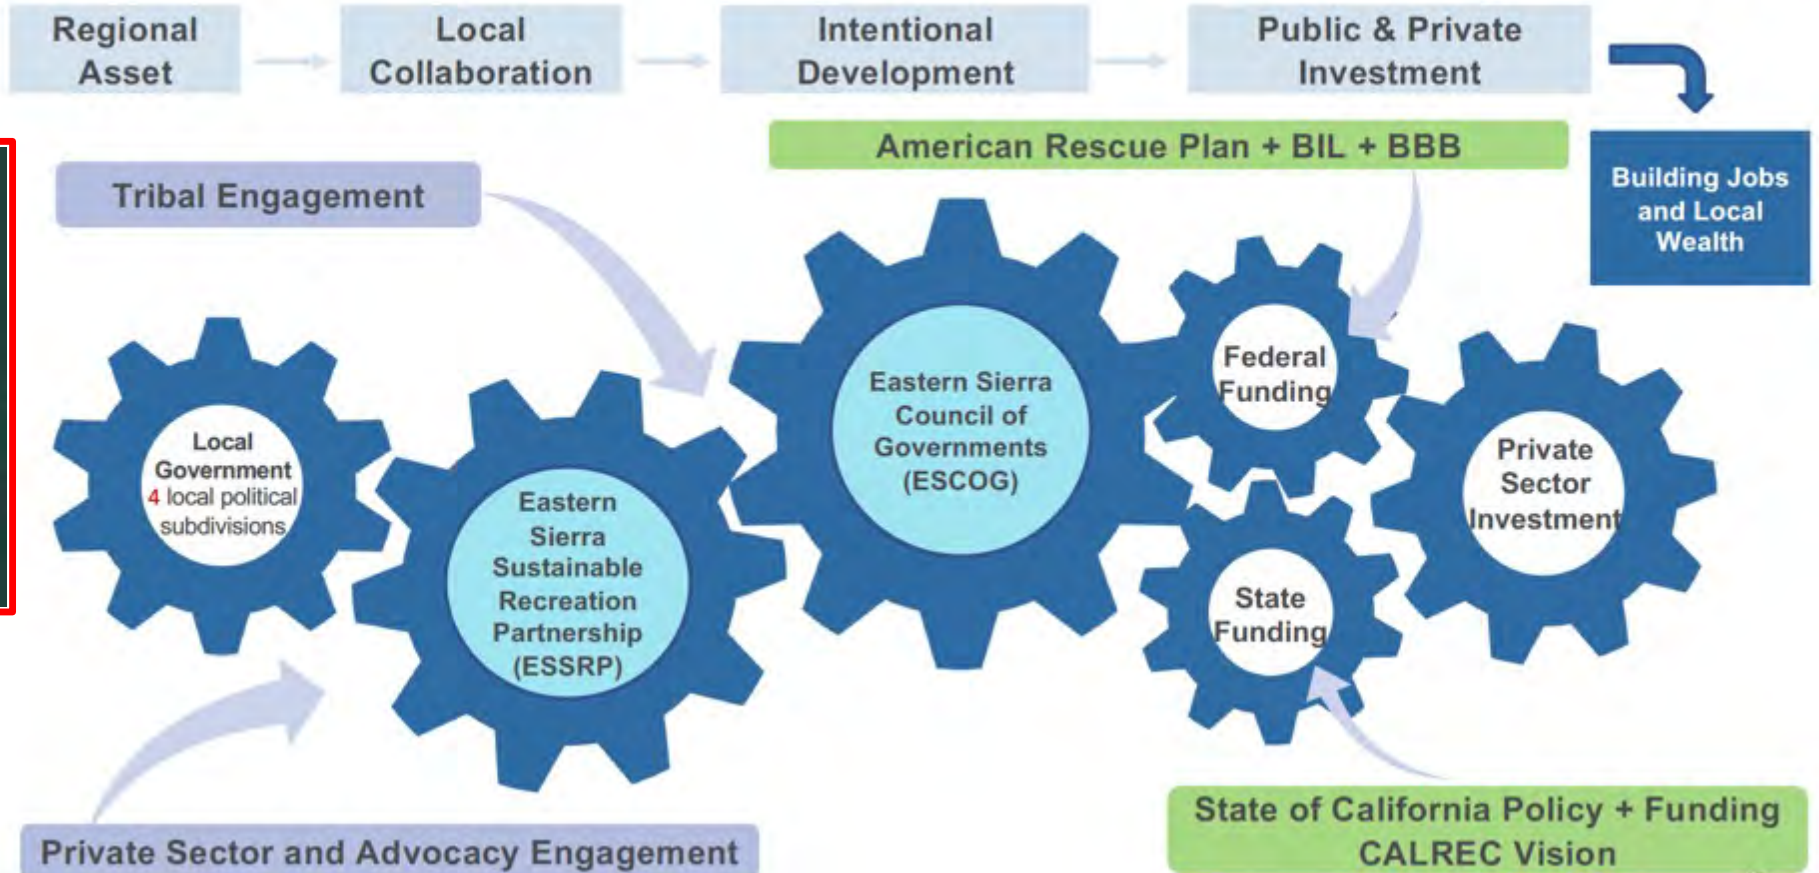 Regional
Asset
Local
Collaboration
Intentional
Development
Public & Private
Investment
American Rescue Plan + BIL + BBB
Building Jobs
and Local
Wealth
Tribal Engagement
Local
Government
4 local political
subdivisions
Eastern
Sierra
Sustainable
Recreation
Partnership
(ESSRP)
Eastern Sierra
Council of
Governments
(ESCOG)
Federal
Funding
State
Funding
Private
Sector
Investment
Private Sector and Advocacy Engagement
State of California Policy + Funding
CALREC Vision